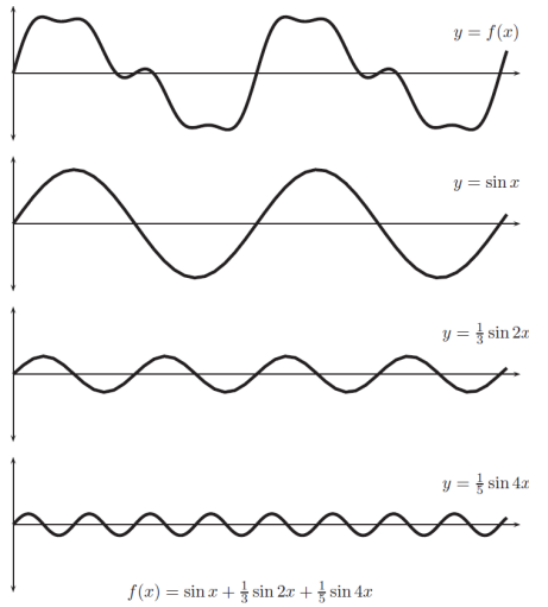 y = f(x)
y = sin x
y = 1/3 sin 2x
y = 1/5 sin 4x
f(x) = sin x + 1/3 sin 2x + 1/5 sin 4x